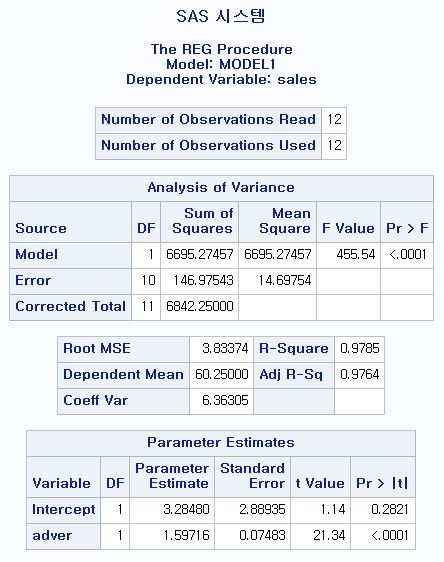 SAS 시스템
The REG Procedure
Model: MODEL1
Dependent Variable: sales
Number of Observations Read 12
Number of Observations Used 12
Analysis of Variance
Source DF Sum of Squares Mean Square F Value Pr > F
Model 1 6695.27457 6695.27457 455.54 <.0001
Error 10 146.97543 14.69754
Corrected Total 11 6842.25000
Root MSE 3.83374 R-Square 0.9785
Dependent Mean 60.25000 Adj R-Sq 0.9764
Coeff Var 6.36305
Parameter Estimates
Variable DF Parameter Estimate Standard Error t Value Pr > |t|
Intercept 1 3.28480 2.88935 1.14 0.2821
adver 1 1.59716 0.07483 21.34 <.0001